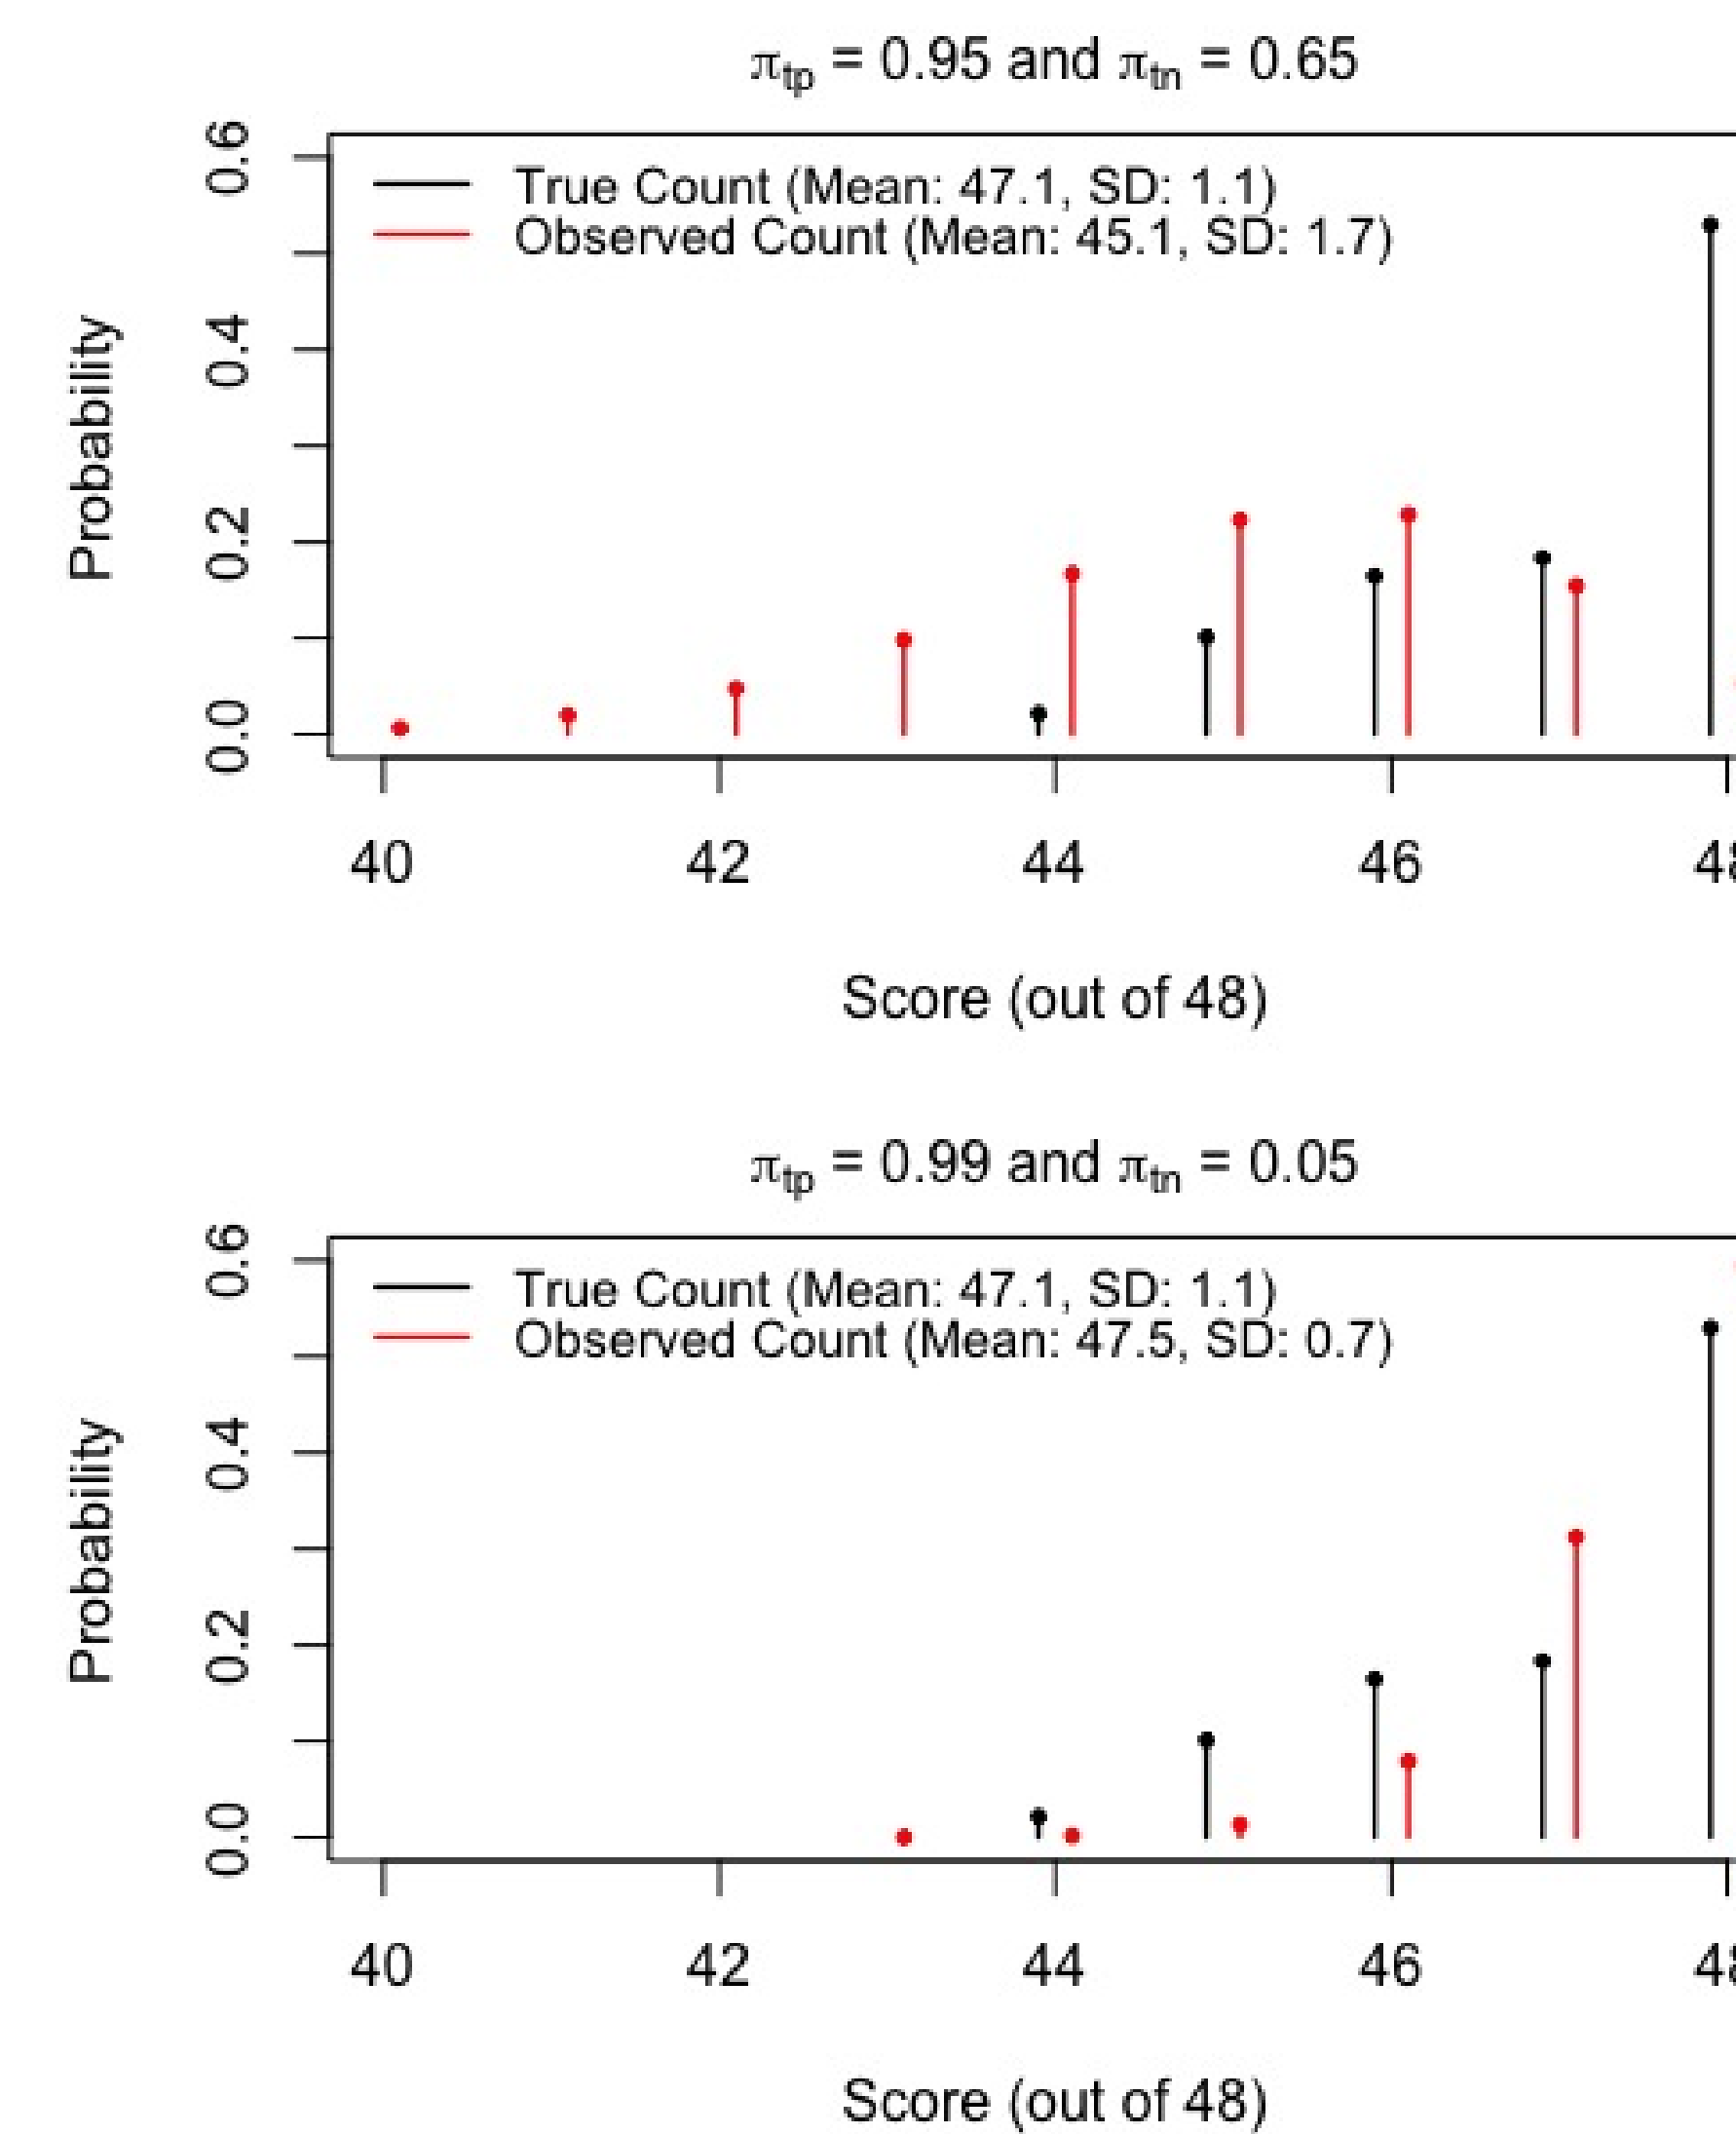 πtp = 0.95 and πtn = 0.65
0.6
True Count (Mean: 47.1, SD: 1.1)
Observed Count (Mean: 45.1, SD: 1.7)
0.4
Probability
0.2
0.0
40 42 44 46
Score (out of 48)
πtp = 0.99 and πtn = 0.05
0.6
True Count (Mean: 47.1, SD: 1.1)
Observed Count (Mean: 47.5, SD: 0.7)
0.4
Probability
0.2
0.0
40 42 44 46
Score (out of 48)